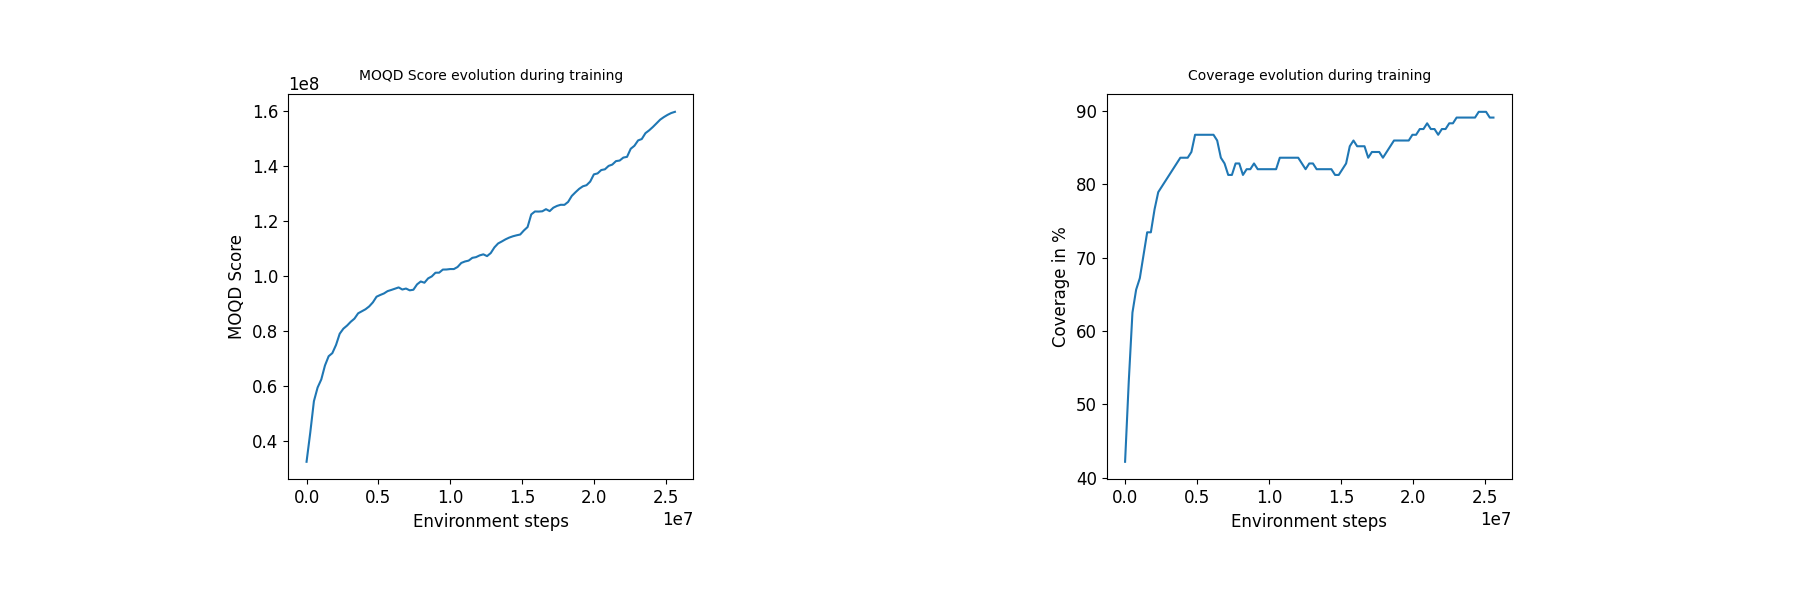 MOQD Score evolution during training
1e8
1.6
1.4
1.2
1.0
0.8
0.6
0.4
MOQD Score
0.0 0.5 1.0 1.5 2.0 2.5
1e7
Environment steps
Coverage evolution during training
90
80
70
60
50
40
Coverage in %
0.0 0.5 1.0 1.5 2.0 2.5
1e7
Environment steps